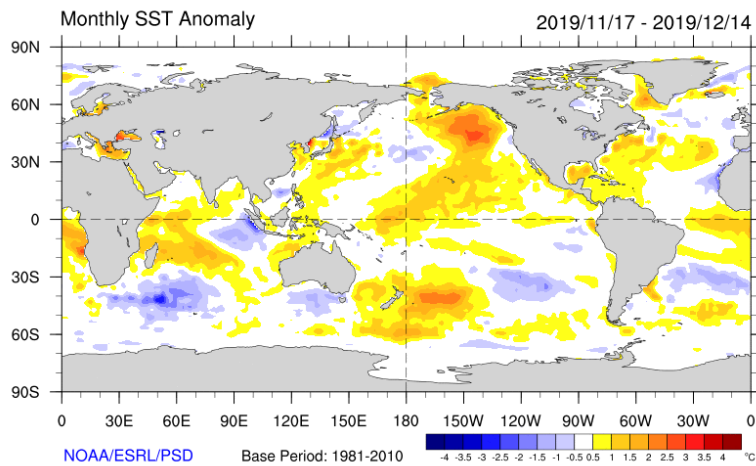 Monthly SST Anomaly
2019/11/17 - 2019/12/14
90N
60N
30N
0
30S
60S
90S
0 30E 60E 90E 120E 150E 180 150W 120W 90W 60W 30W 0
NOAA/ESRL/PSD
Base Period: 1981-2010
-4 -3.5 -3 -2.5 -2 -1.5 -1 -0.5 0.5 1 1.5 2 2.5 3 3.5 4 °C